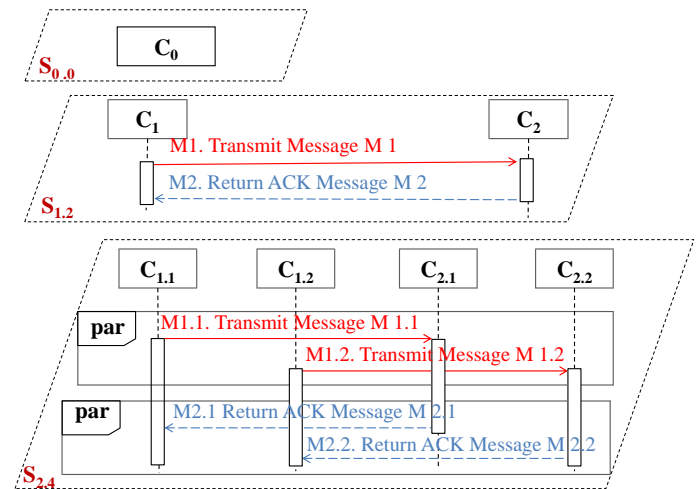 C0
S0.0
C1
C2
M1. Transmit Message M 1
M2. Return ACK Message M 2
S1.2
C1.1
C1.2
C2.1
C2.2
par
M1.1. Transmit Message M 1.1
M1.2. Transmit Message M 1.2
par
M2.1 Return ACK Message M 2.1
M2.2. Return ACK Message M 2.2
S2.4